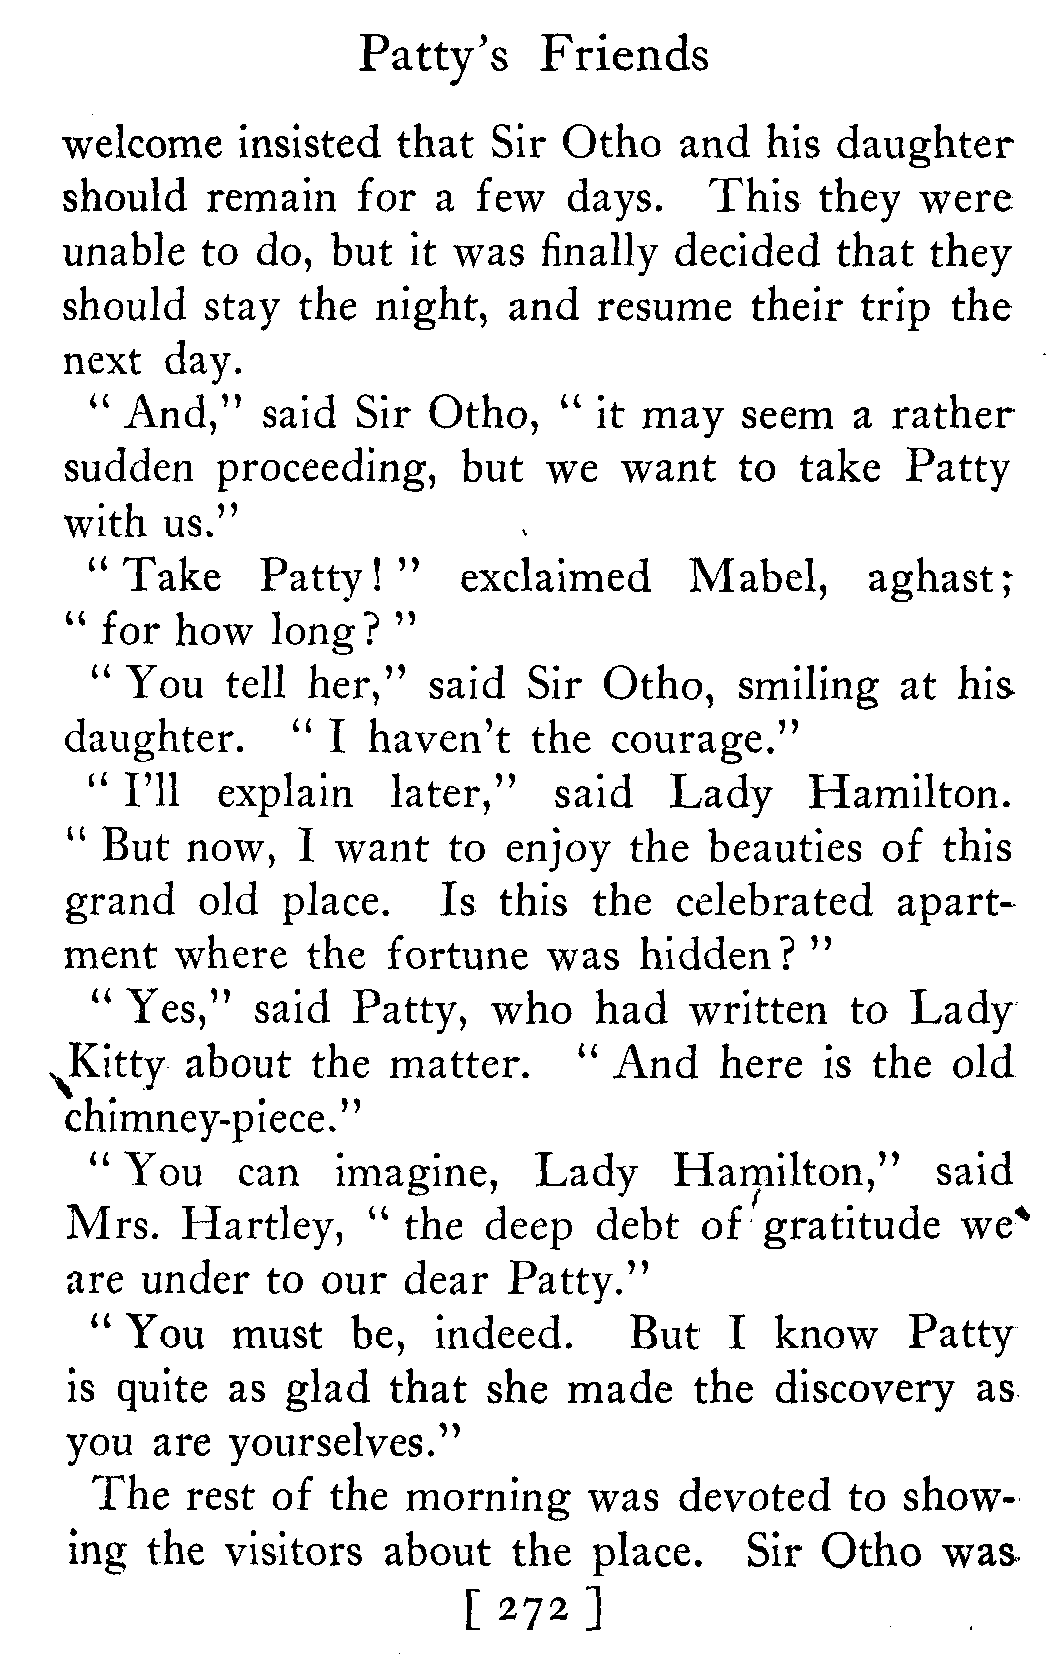 Patty's Friends
welcome insisted that Sir Otho and his daughter
should remain for a few days. This they were
unable to do, but it was finally decided that they
should stay the night, and resume their trip the
next day.
" And," said Sir Otho, " it may seem a rather
sudden proceeding, but we want to take Patty
with us."
" Take Patty! " exclaimed Mabel, aghast;
" for how long? "
" You tell her," said Sir Otho, smiling at his
daughter. " I haven't the courage."
" I'll explain later," said Lady Hamilton.
" But now, I want to enjoy the beauties of this
grand old place. Is this the celebrated apart-
ment where the fortune was hidden? "
" Yes," said Patty, who had written to Lady
Kitty about the matter. " And here is the old
chimney-piece."
" You can imagine, Lady Hamilton," said
Mrs. Hartley, " the deep debt of gratitude we
are under to our dear Patty."
" You must be, indeed. But I know Patty
is quite as glad that she made the discovery as
you are yourselves."
The rest of the morning was devoted to show-
ing the visitors about the place. Sir Otho was
[ 272 ]